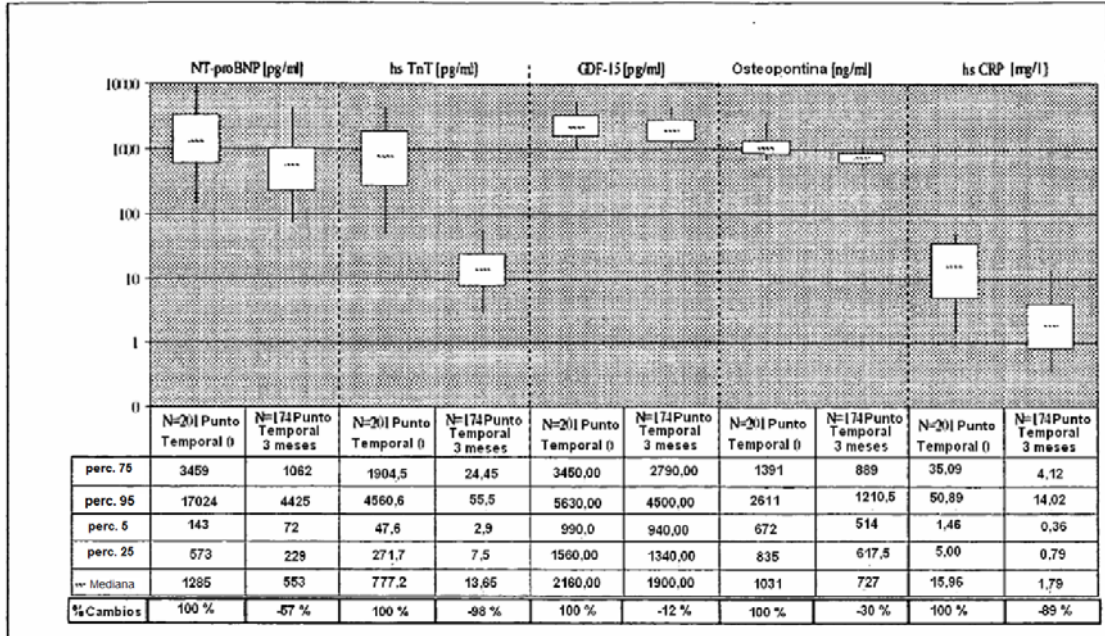 NT-proBNP [pg/ml] hs TnT [pg/ml] GDF-15 [pg/ml] Osteopontina [ng/ml] hs CRP [mg/l]
10000
1000
100
10
1
0
N=201 Punto Temporal 0 N=174 Punto Temporal 3 meses N=201 Punto Temporal 0 N=174 Punto Temporal 3 meses N=201 Punto Temporal 0 N=174 Punto Temporal 3 meses N=201 Punto Temporal 0 N=174 Punto Temporal 3 meses N=201 Punto Temporal 0 N=174 Punto Temporal 3 meses
perc. 75 3459 1062 1904,5 24,45 3450,00 2790,00 1391 889 35,09 4,12
perc. 95 17024 4425 4560,6 55,5 5630,00 4500,00 2611 1210,5 50,89 14,02
perc. 5 143 72 47,6 2,9 990,0 940,00 672 514 1,46 0,36
perc. 25 573 229 271,7 7,5 1560,00 1340,00 835 617,5 5,00 0,79
Mediana 1285 553 777,2 13,65 2160,00 1900,00 1031 727 15,96 1,79
% Cambios 100 % -57 % 100 % -98 % 100 % -12 % 100 % -30 % 100 % -89 %